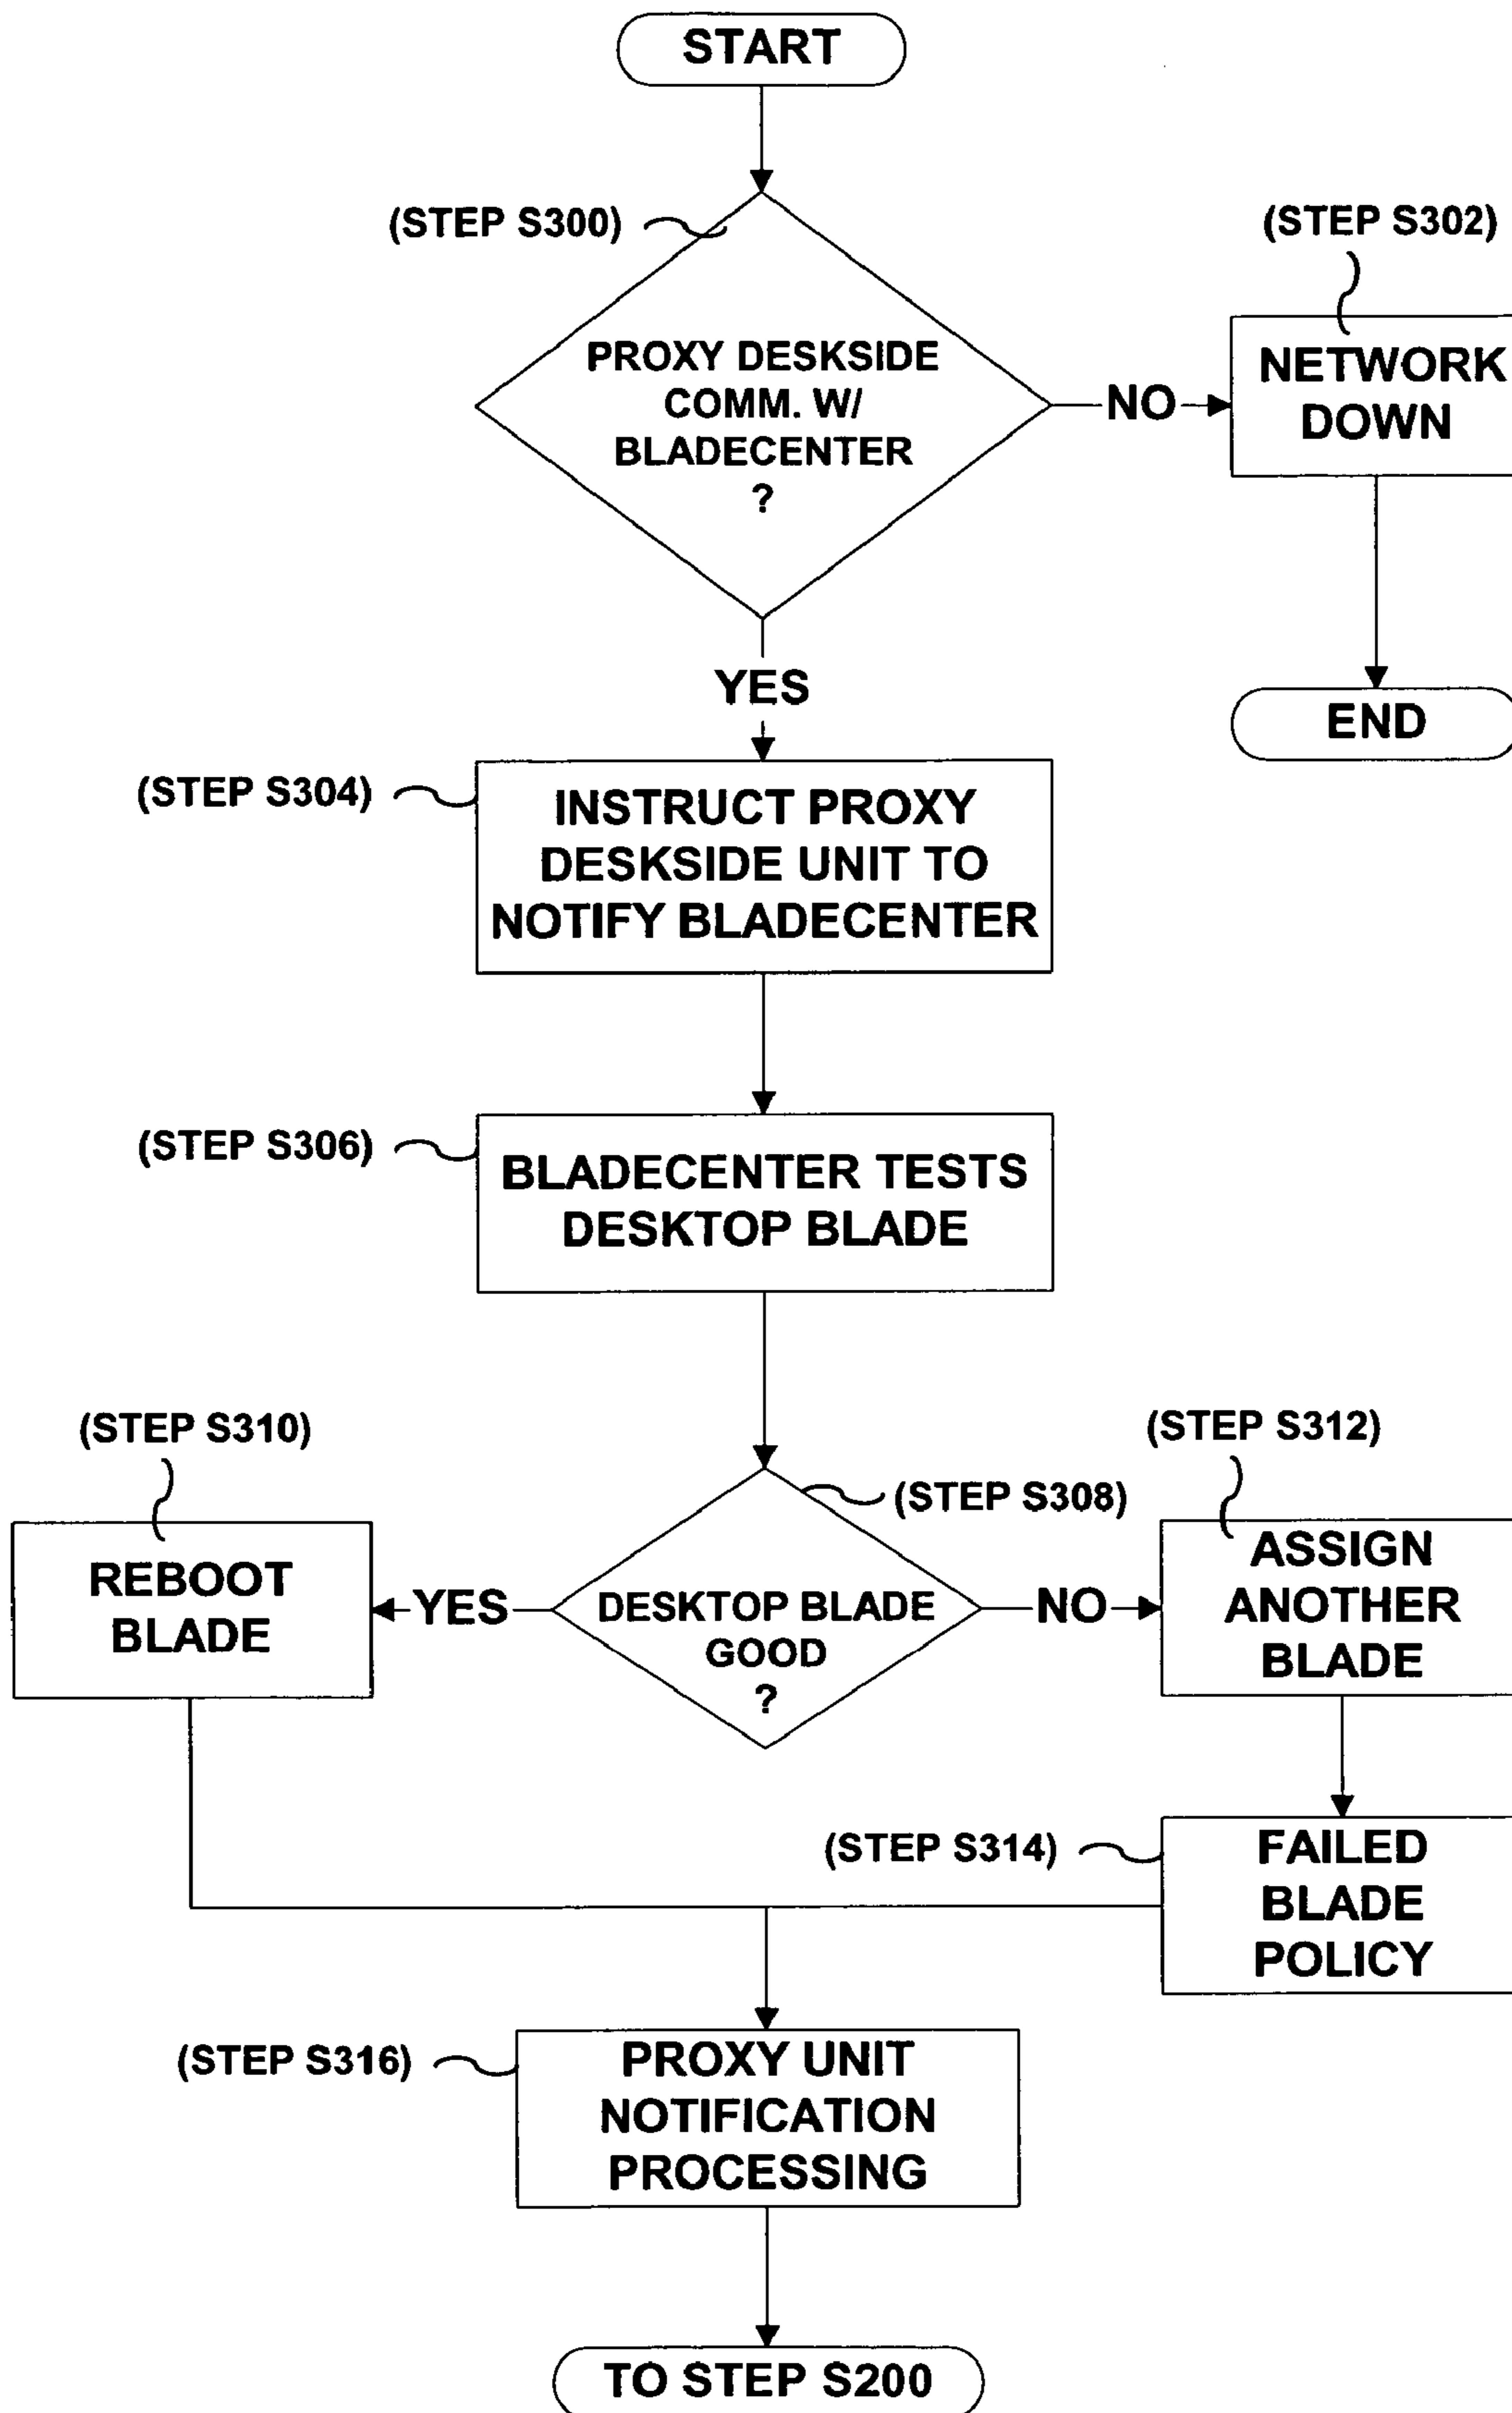 START
(STEP S300)
(STEP S302)
PROXY DESKSIDE
COMM. W/
BLADECENTER
?
NO
NETWORK
DOWN
YES
END
(STEP S304)
INSTRUCT PROXY
DESKSIDE UNIT TO
NOTIFY BLADECENTER
(STEP S306)
BLADECENTER TESTS
DESKTOP BLADE
(STEP S310)
(STEP S312)
(STEP S308)
REBOOT
BLADE
YES
DESKTOP BLADE
GOOD
?
NO
ASSIGN
ANOTHER
BLADE
(STEP S314)
FAILED
BLADE
POLICY
(STEP S316)
PROXY UNIT
NOTIFICATION
PROCESSING
TO STEP S200